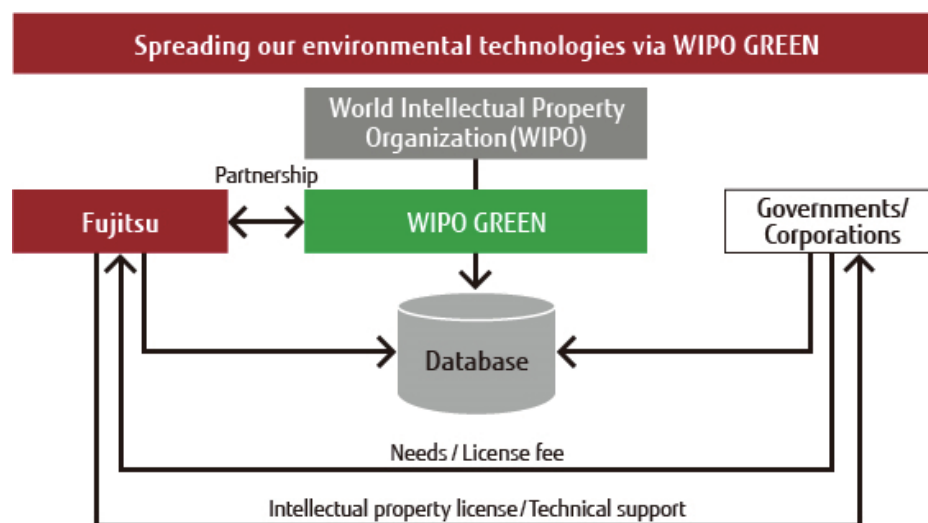 Spreading our environmental technologies via WIPO GREEN
World Intellectual Property
Organization(WIPO)
Partnership
Fujitsu
WIPO GREEN
Governments/
Corporations
Database
Needs / License fee
Intellectual property license/Technical support